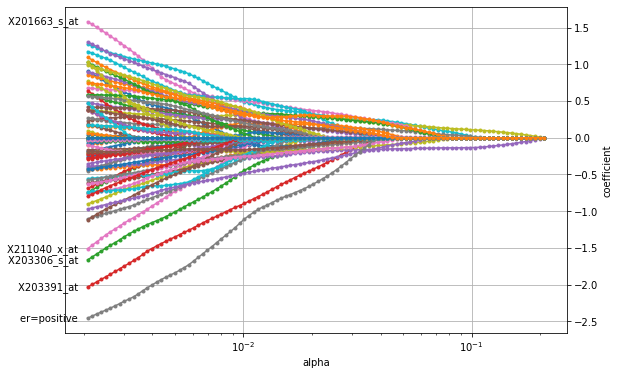 X201663_s_at
X211040_x_at
X203306_s_at
X203391_at
er=positive
1.5
1.0
0.5
0.0
−0.5
−1.0
−1.5
−2.0
−2.5
coefficient
10⁻²
10⁻¹
alpha